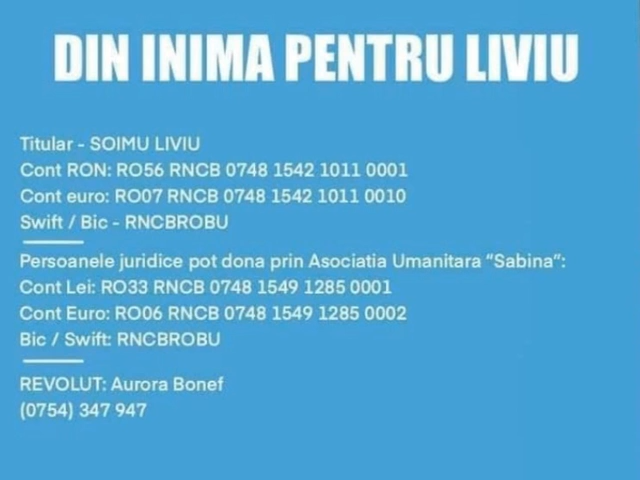 DIN INIMA PENTRU LIVIU
Titular - SOIMU LIVIU
Cont RON: RO56 RNCB 0748 1542 1011 0001
Cont euro: RO07 RNCB 0748 1542 1011 0010
Swift / Bic - RNCBROBU
Persoanele juridice pot dona prin Asociatia Umanitara "Sabina":
Cont Lei: RO33 RNCB 0748 1549 1285 0001
Cont Euro: RO06 RNCB 0748 1549 1285 0002
Bic / Swift: RNCBROBU
REVOLUT: Aurora Bonef
(0754) 347 947